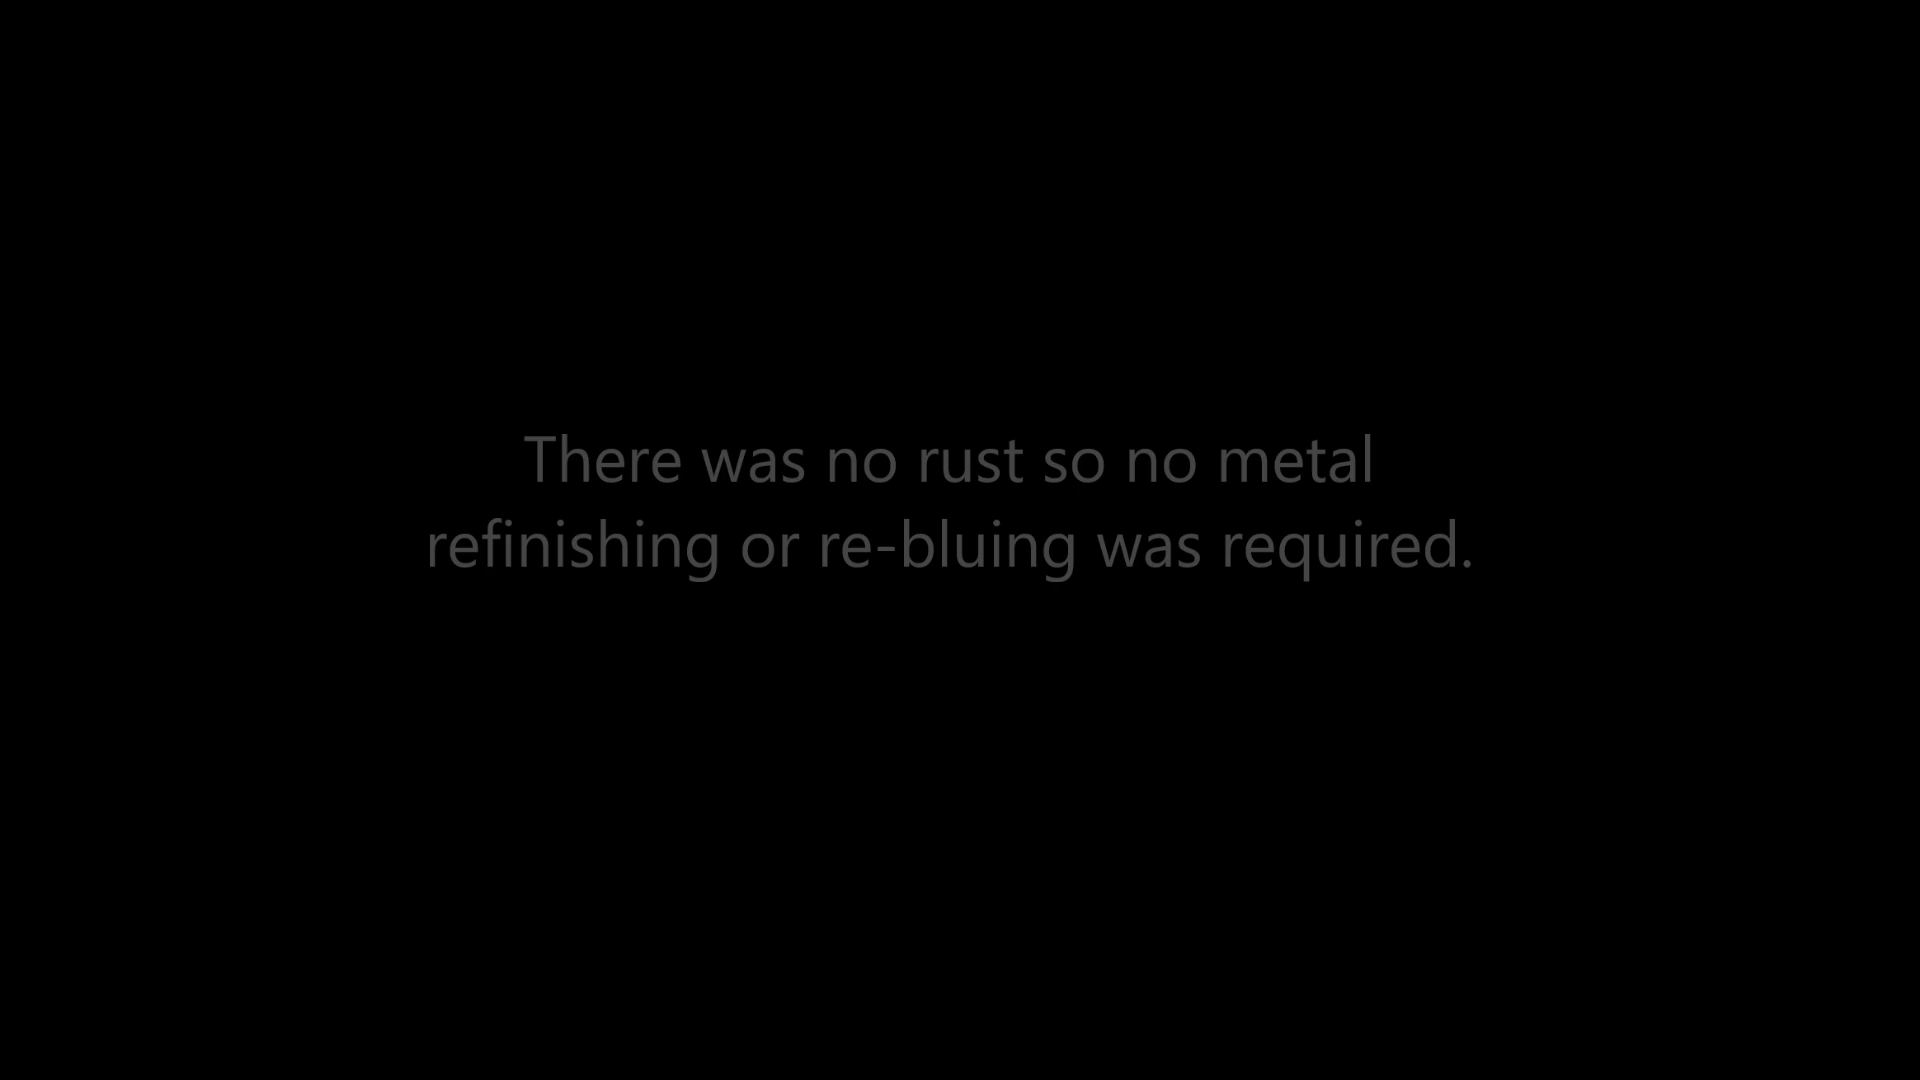 There was no rust so no metal
refinishing or re-bluing was required.